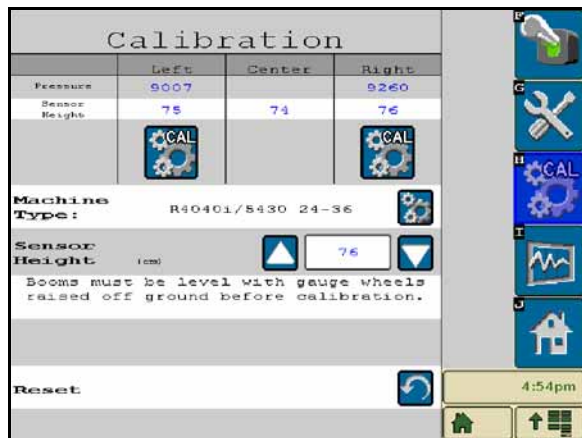 Calibration
Left Center Right
Pressure 9007 9260
Sensor Height 75 74 76
CAL CAL
Machine Type: R4040i/5430 24-36
Sensor Height (cm) 76
Booms must be level with gauge wheels
raised off ground before calibration.
Reset
F
G
H
CAL
I
J
4:54pm